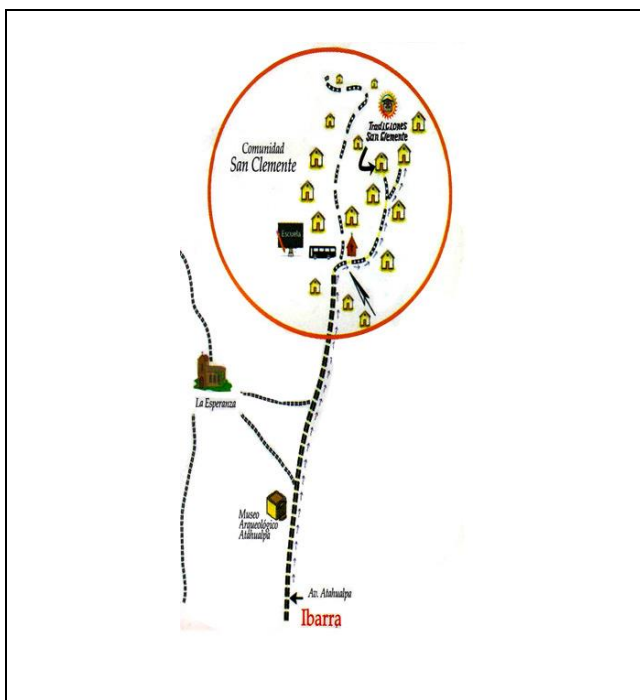 Tradiciones
San Clemente
Comunidad
San Clemente
Escuela
La Esperanza
Museo
Arqueológico
Atahualpa
Av. Atahualpa
Ibarra